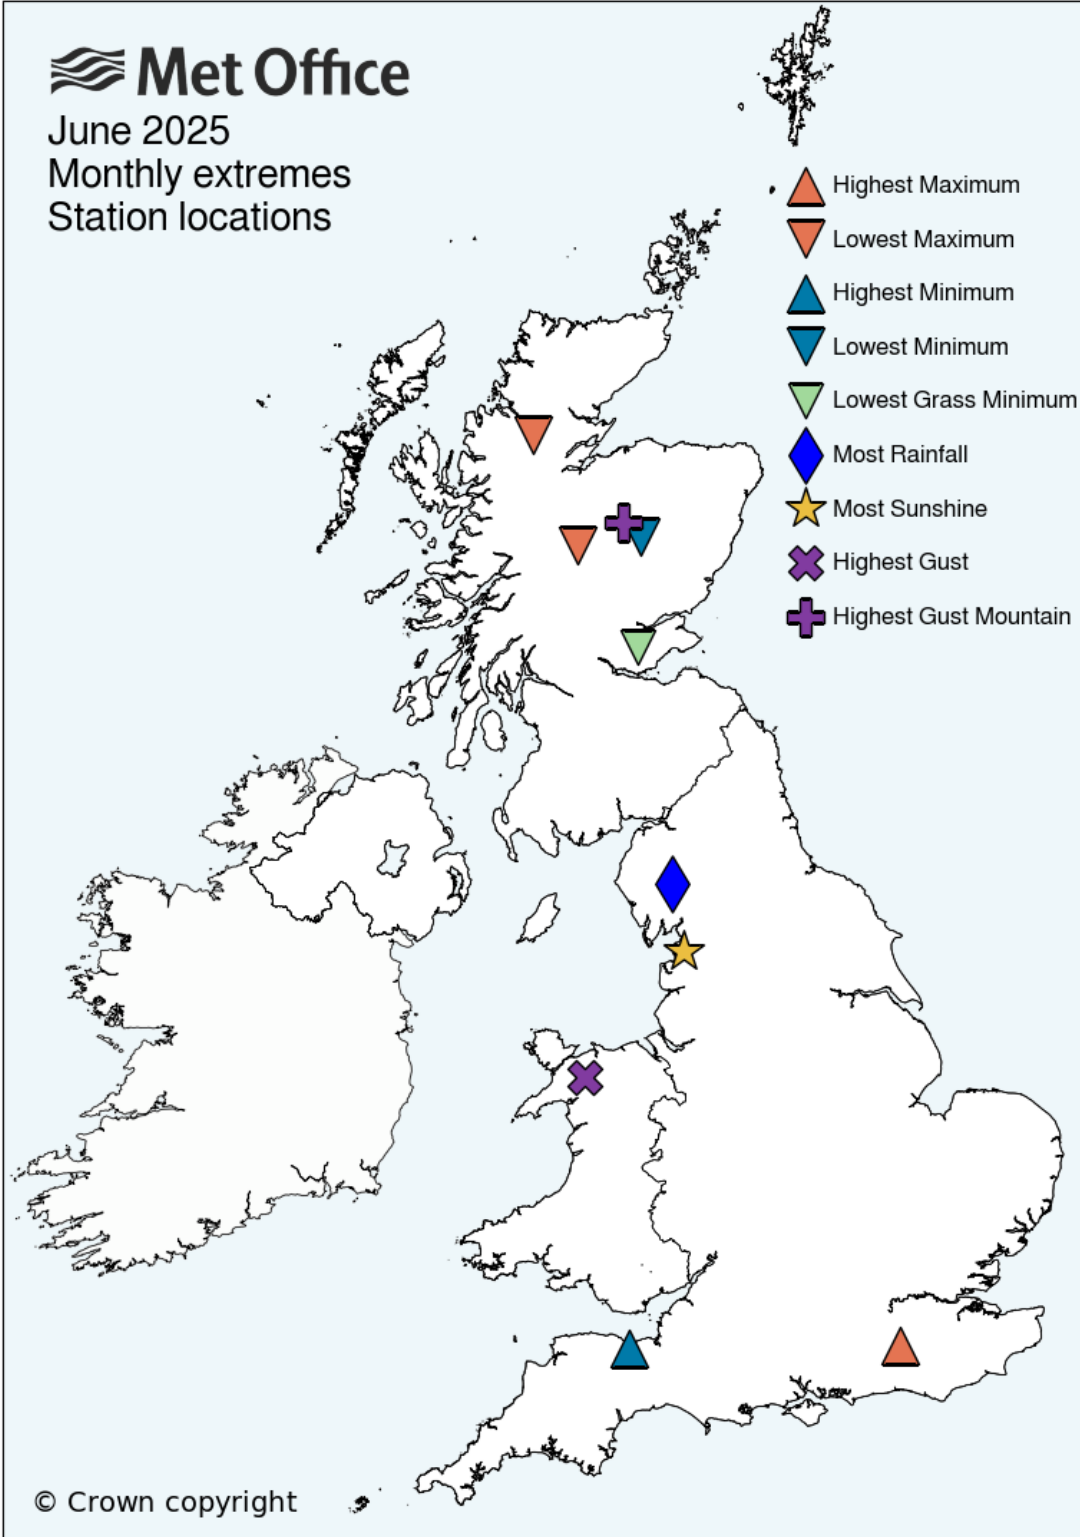 Met Office
June 2025
Monthly extremes
Station locations
Highest Maximum
Lowest Maximum
Highest Minimum
Lowest Minimum
Lowest Grass Minimum
Most Rainfall
Most Sunshine
Highest Gust
Highest Gust Mountain
© Crown copyright